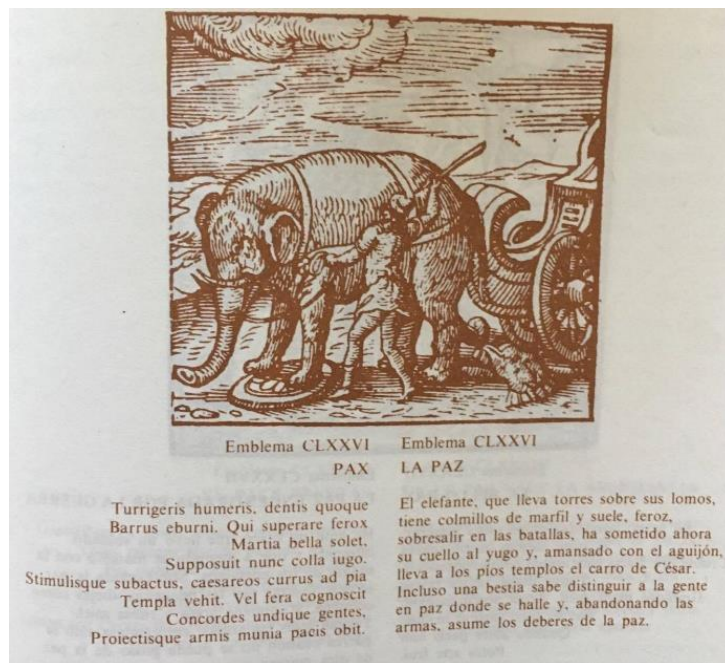 Emblema CLXXVI
PAX
Turrigeris humeris, dentis quoque
Barrus eburni. Qui superare ferox
Martia bella solet.
Supposuit nunc colla iugo.
Stimulisque subactus, caesareos currus ad pia
Templa vehit. Vel fera cognoscit
Concordes undique gentes,
Proiectisque armis munia pacis obit.
Emblema CLXXVI
LA PAZ
El elefante, que lleva torres sobre sus lomos,
tiene colmillos de marfil y suele, feroz,
sobresalir en las batallas, ha sometido ahora
su cuello al yugo y, amansado con el aguijón,
lleva a los píos templos el carro de César.
Incluso una bestia sabe distinguir a la gente
en paz donde se halle y, abandonando las
armas, asume los deberes de la paz.